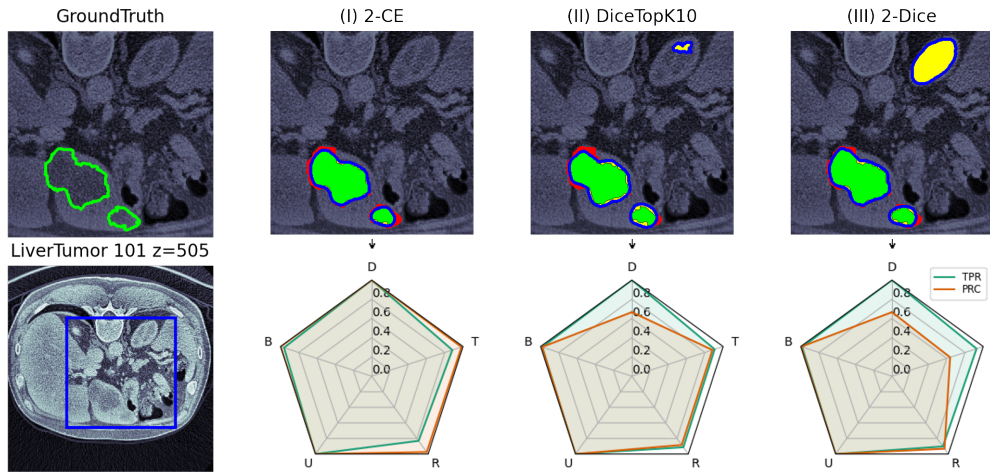 GroundTruth
(I) 2-CE
(II) DiceTopK10
(III) 2-Dice
LiverTumor 101 z=505
D
T
R
U
B
0.8
0.6
0.4
0.2
0.0
D
T
R
U
B
0.8
0.6
0.4
0.2
0.0
D
T
R
U
B
0.8
0.6
0.4
0.2
0.0
TPR
PRC